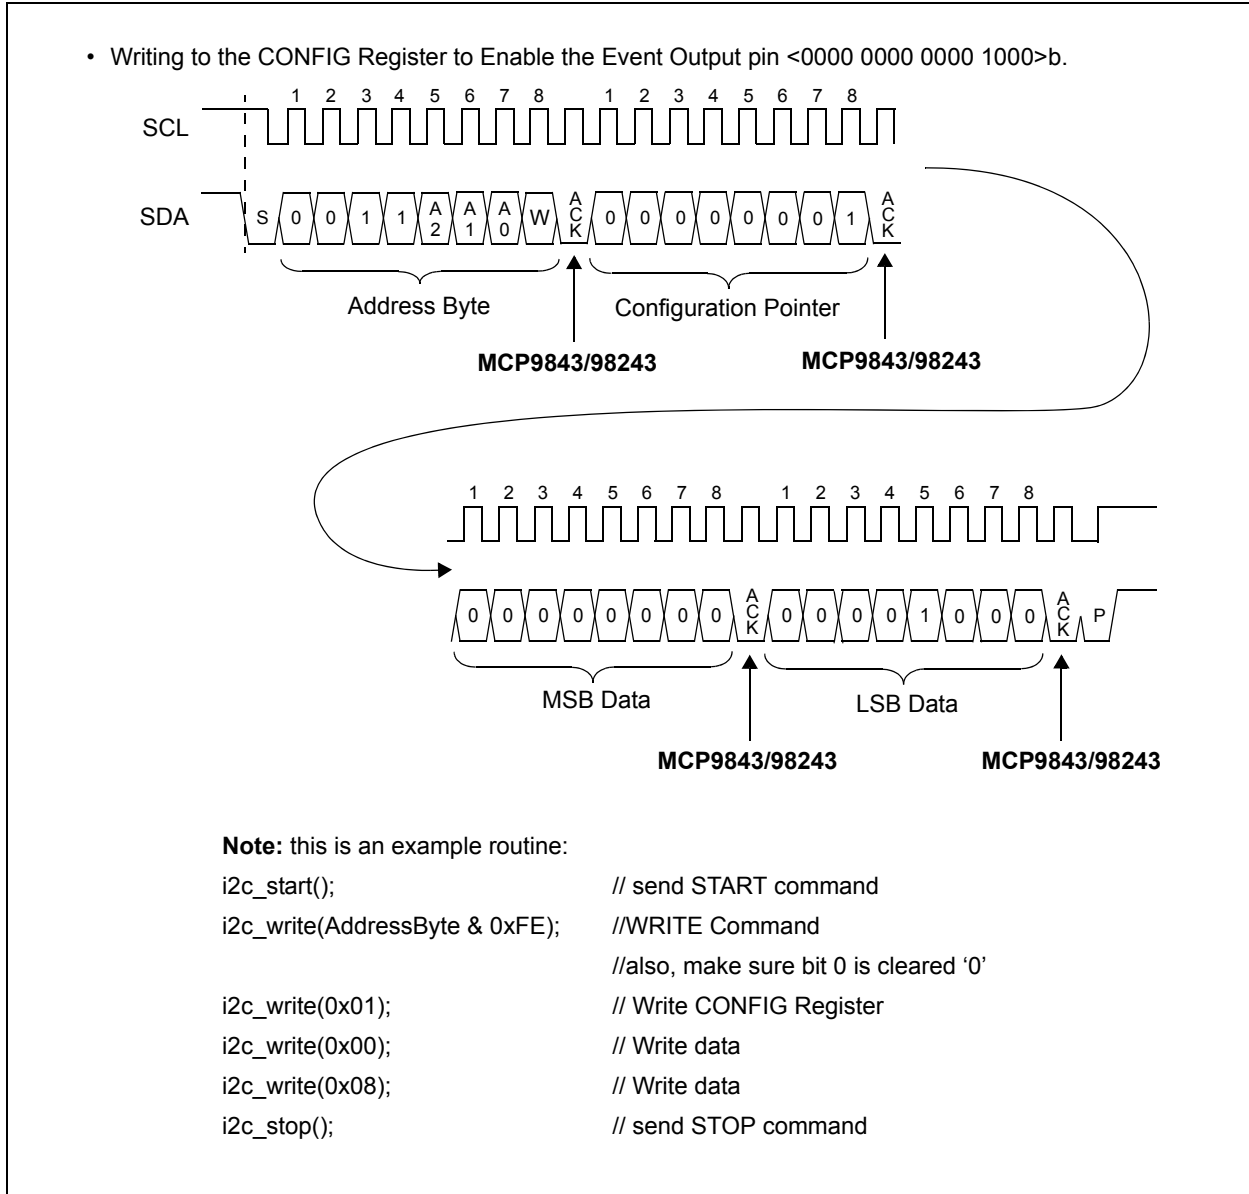 • Writing to the CONFIG Register to Enable the Event Output pin <0000 0000 0000 1000>b.
1 2 3 4 5 6 7 8 1 2 3 4 5 6 7 8
SCL
SDA S 0 0 1 1 A2 A1 A0 W ACK 0 0 0 0 0 0 0 1 ACK
Address Byte Configuration Pointer
MCP9843/98243 MCP9843/98243
1 2 3 4 5 6 7 8 1 2 3 4 5 6 7 8
0 0 0 0 0 0 0 0 ACK 0 0 0 0 1 0 0 0 ACK P
MSB Data LSB Data
MCP9843/98243 MCP9843/98243
Note: this is an example routine:
i2c_start(); // send START command
i2c_write(AddressByte & 0xFE); //WRITE Command
//also, make sure bit 0 is cleared ‘0’
i2c_write(0x01); // Write CONFIG Register
i2c_write(0x00); // Write data
i2c_write(0x08); // Write data
i2c_stop(); // send STOP command